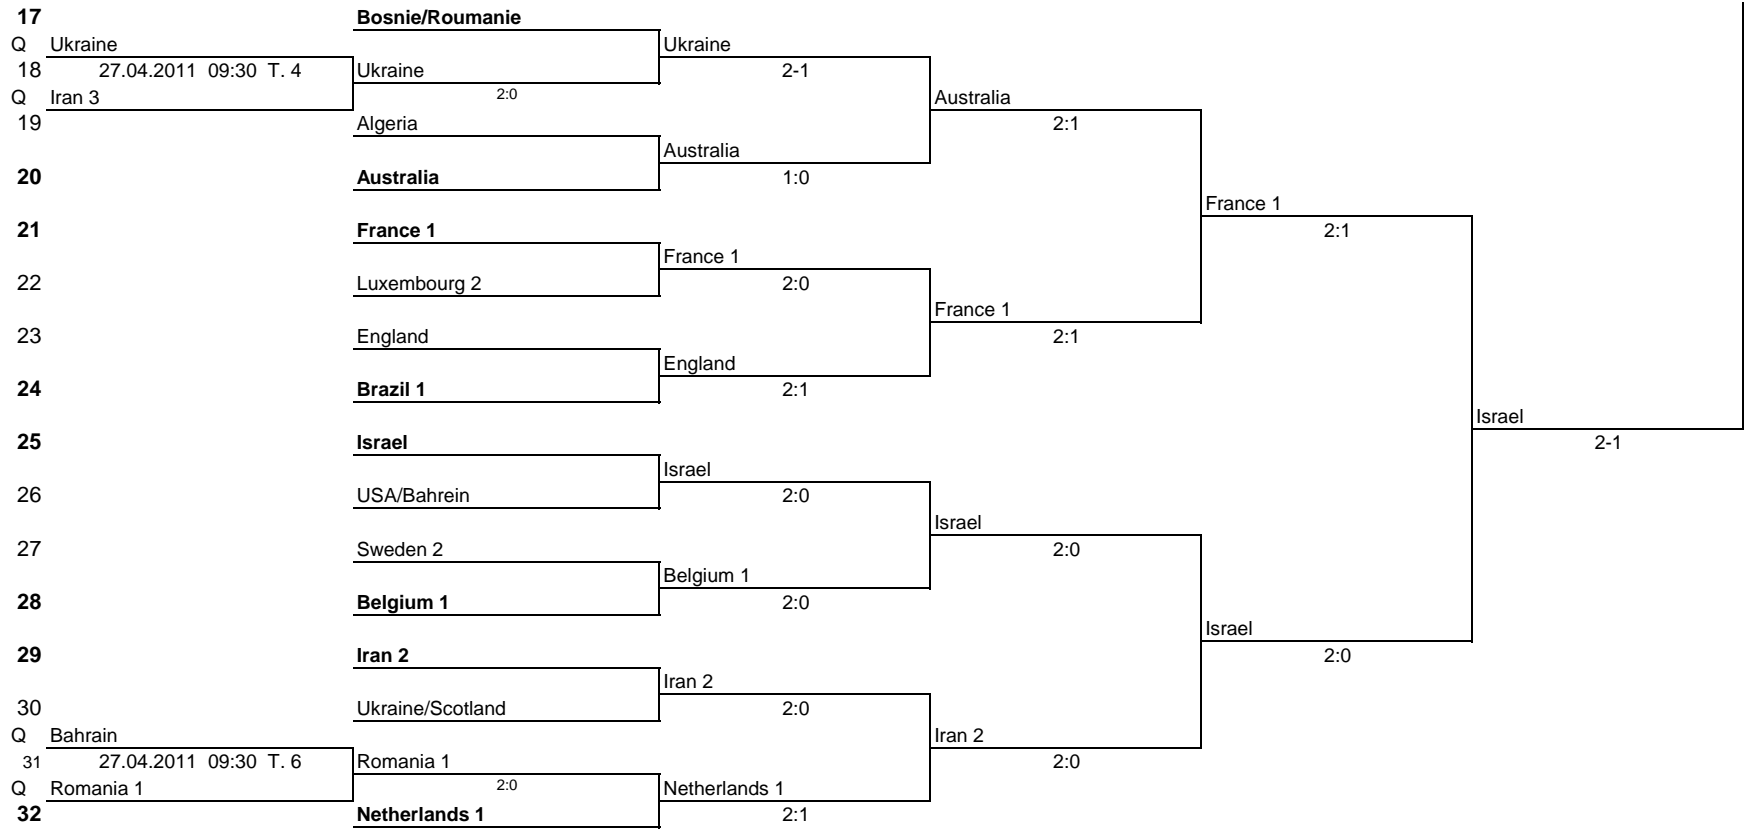 17 Bosnie/Roumanie
Q Ukraine Ukraine
18 27.04.2011 09:30 T. 4 Ukraine 2-1
Q Iran 3 2:0 Australia
19 Algeria 2:1
Australia
20 Australia 1:0
France 1
21 France 1 2:1
France 1
22 Luxembourg 2 2:0
France 1
23 England 2:1
England
24 Brazil 1 2:1
Israel
25 Israel 2-1
Israel
26 USA/Bahrein 2:0
Israel
27 Sweden 2 2:0
Belgium 1
28 Belgium 1 2:0
Israel
29 Iran 2 2:0
Iran 2
30 Ukraine/Scotland 2:0
Q Bahrain Iran 2
31 27.04.2011 09:30 T. 6 Romania 1 2:0
Q Romania 1 2:0 Netherlands 1
32 Netherlands 1 2:1